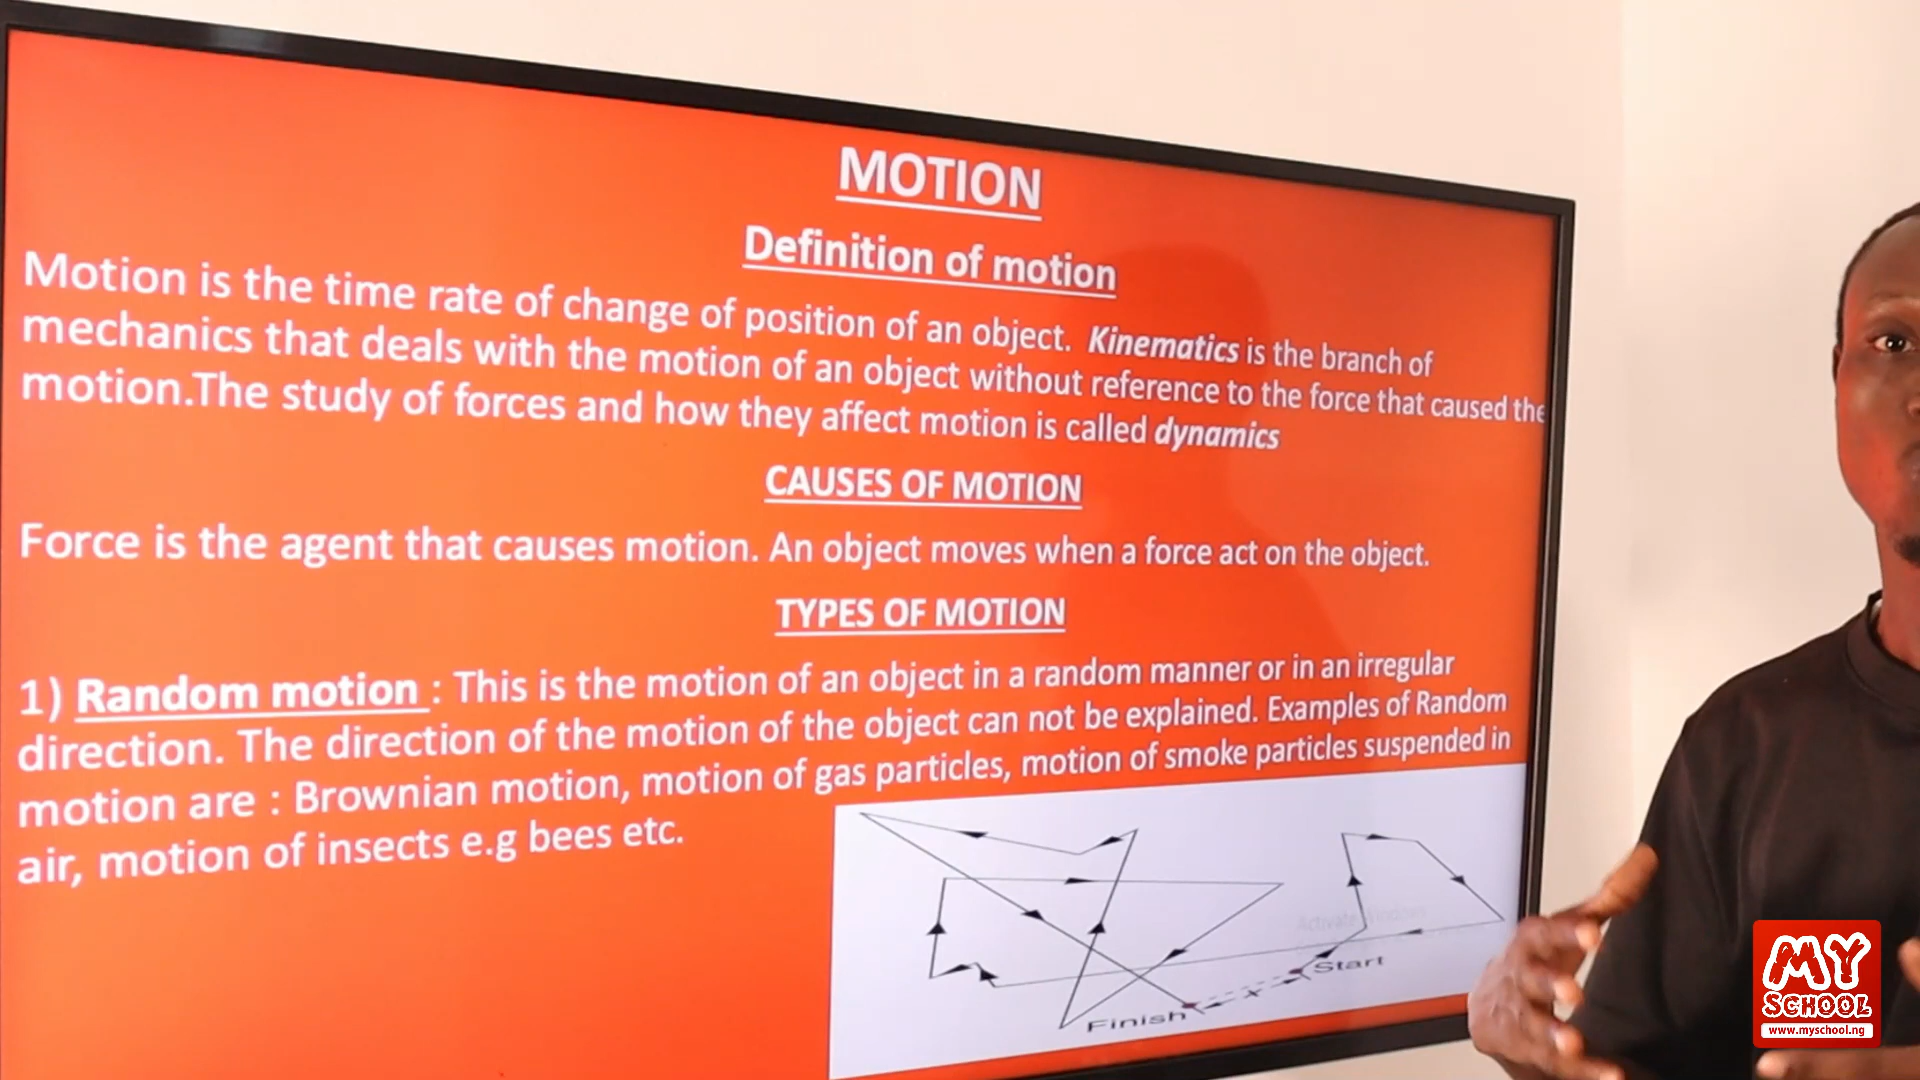 MOTION
Definition of motion
Motion is the time rate of change of position of an object. Kinematics is the branch of
mechanics that deals with the motion of an object without reference to the force that caused the
motion.The study of forces and how they affect motion is called dynamics
CAUSES OF MOTION
Force is the agent that causes motion. An object moves when a force act on the object.
TYPES OF MOTION
1) Random motion : This is the motion of an object in a random manner or in an irregular
direction. The direction of the motion of the object can not be explained. Examples of Random
motion are : Brownian motion, motion of gas particles, motion of smoke particles suspended in
air, motion of insects e.g bees etc.
Activate Windows
Start
x
Finish
MY
SCHOOL
www.myschool.ng